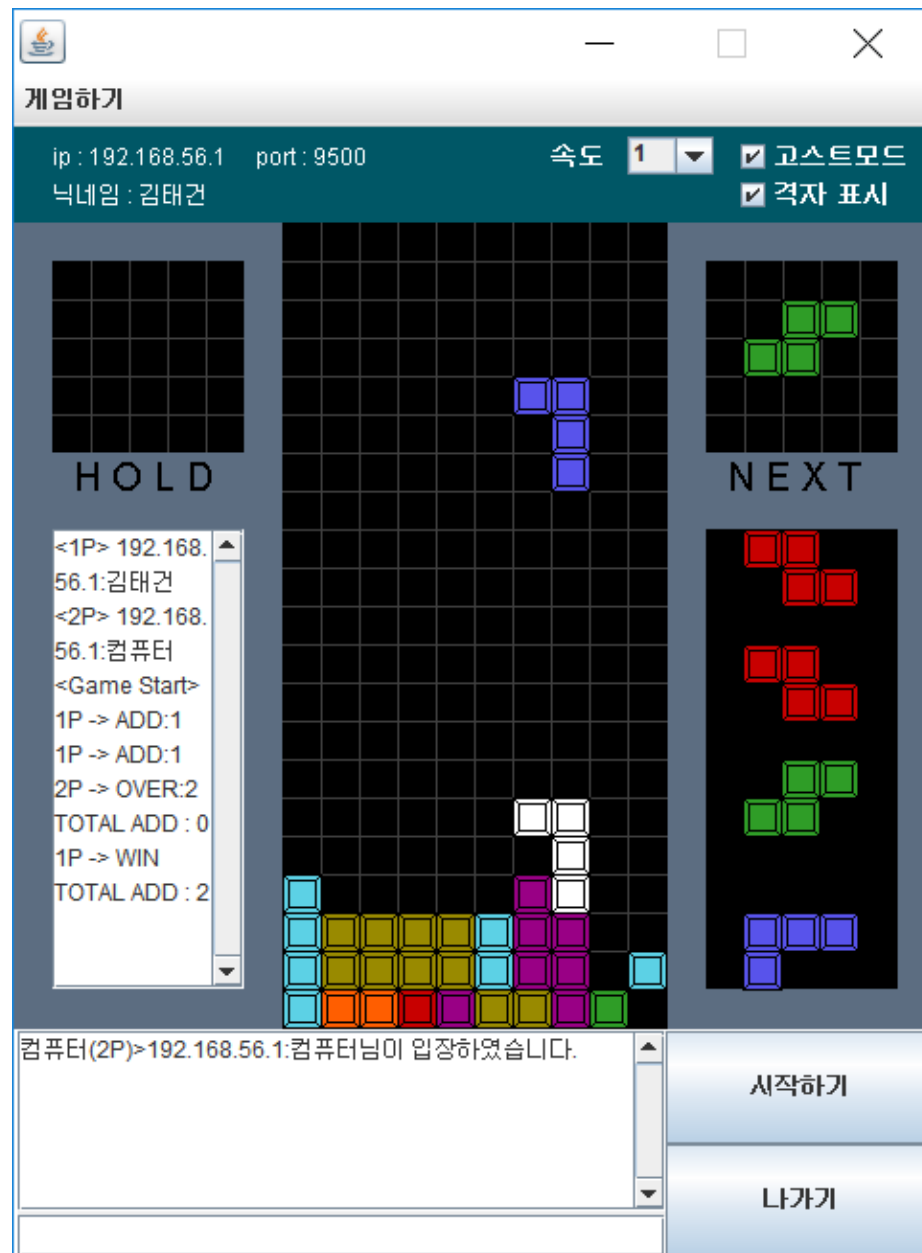 게임하기
ip : 192.168.56.1 port : 9500 속도 1 고스트모드
닉네임 : 김태건 격자 표시
HOLD
NEXT
<1P> 192.168.
56.1:김태건
<2P> 192.168.
56.1:컴퓨터
<Game Start>
1P -> ADD:1
1P -> ADD:1
2P -> OVER:2
TOTAL ADD : 0
1P -> WIN
TOTAL ADD : 2
컴퓨터(2P)>192.168.56.1:컴퓨터님이 입장하였습니다.
시작하기
나가기